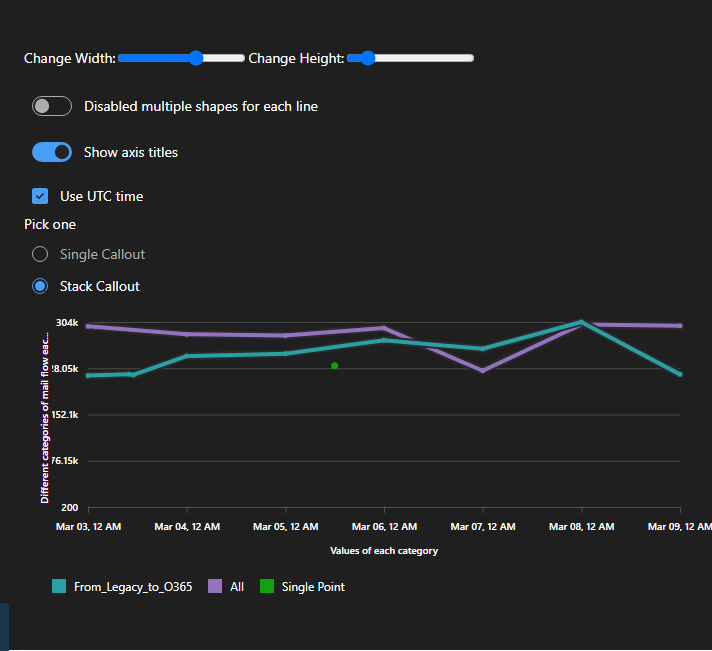 Change Width: Change Height:
Disabled multiple shapes for each line
Show axis titles
Use UTC time
Pick one
Single Callout
Stack Callout
304k
8.05k
152.1k
76.15k
200
Different categories of mail flow eac...
Mar 03, 12 AM Mar 04, 12 AM Mar 05, 12 AM Mar 06, 12 AM Mar 07, 12 AM Mar 08, 12 AM Mar 09, 12 AM
Values of each category
From_Legacy_to_O365 All Single Point